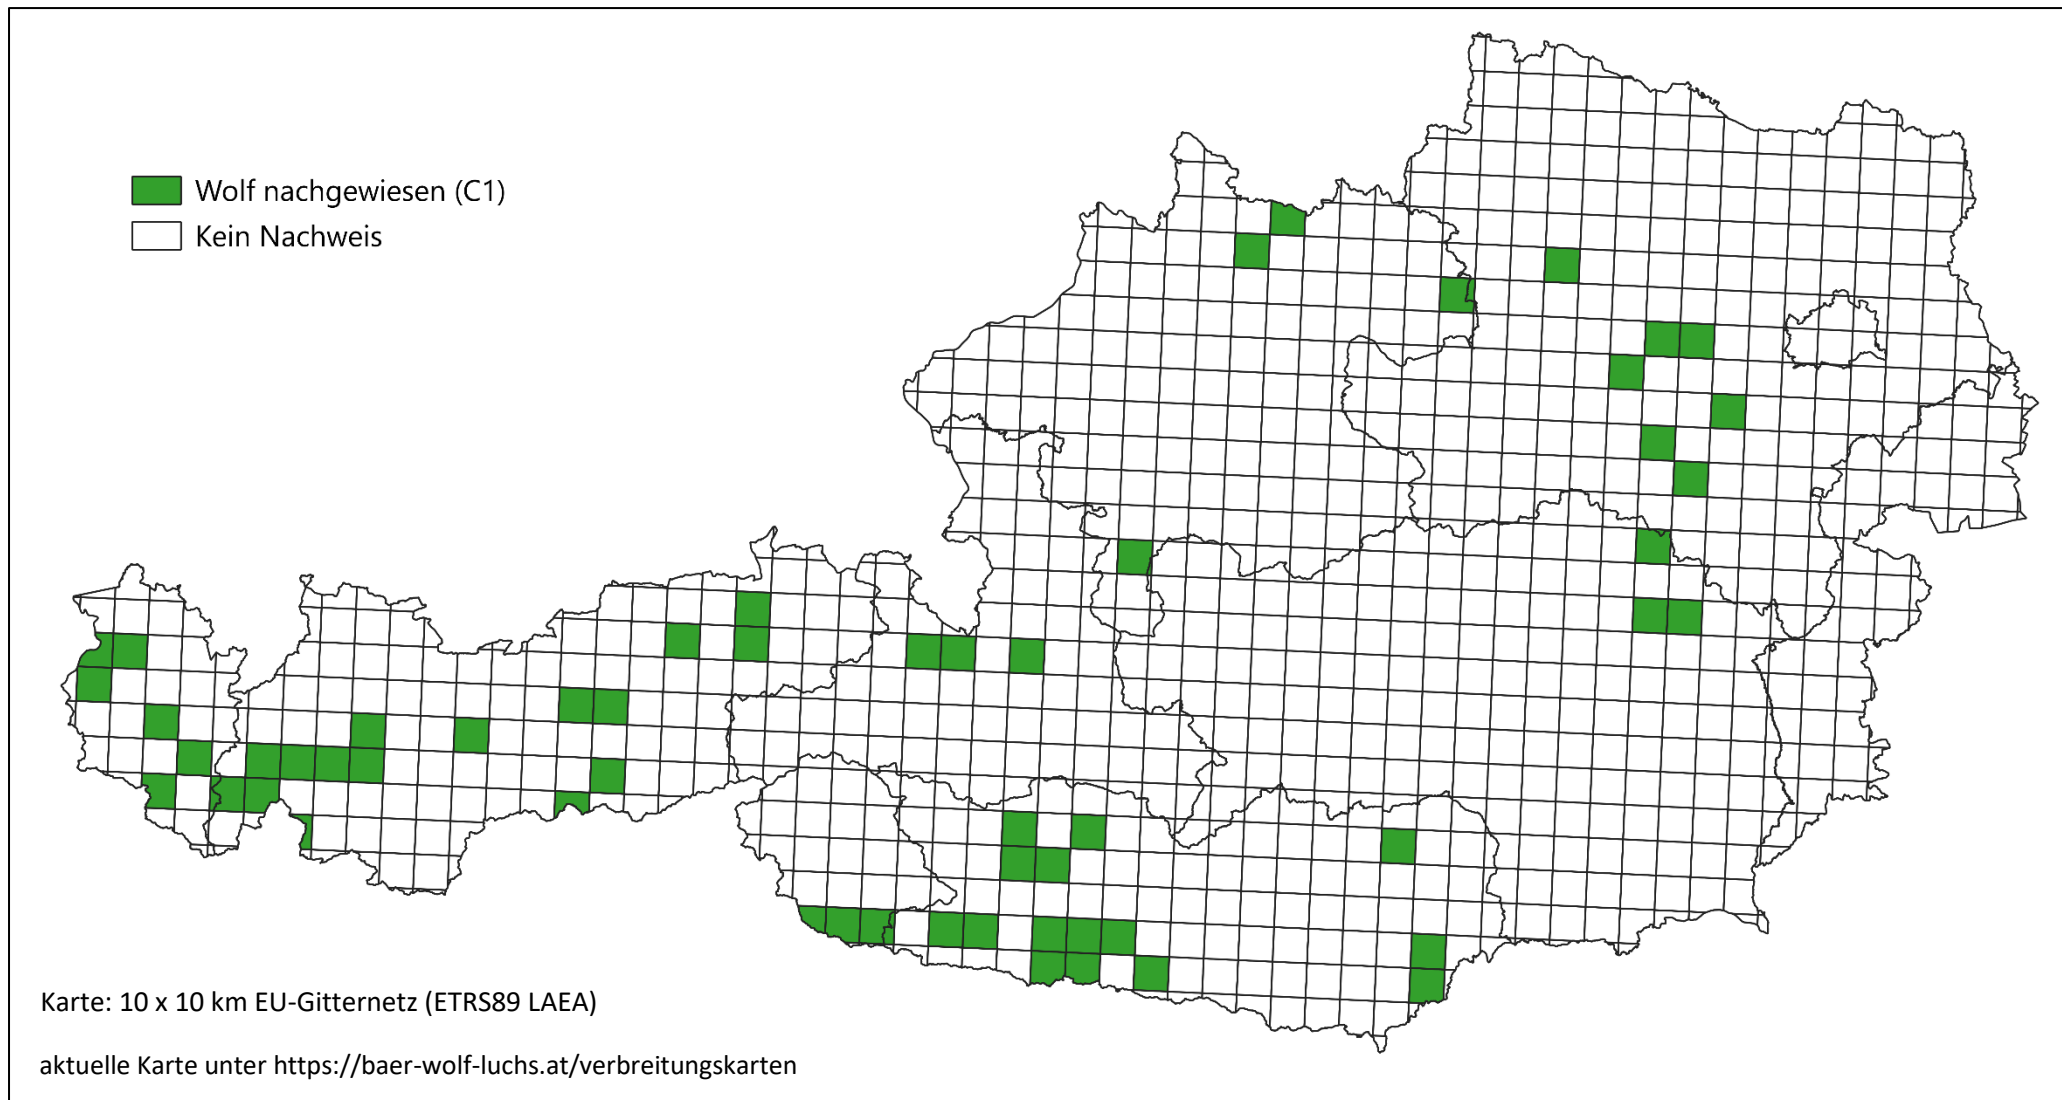 Wolf nachgewiesen (C1)
Kein Nachweis
Karte: 10 x 10 km EU-Gitternetz (ETRS89 LAEA)
aktuelle Karte unter https://baer-wolf-luchs.at/verbreitungskarten